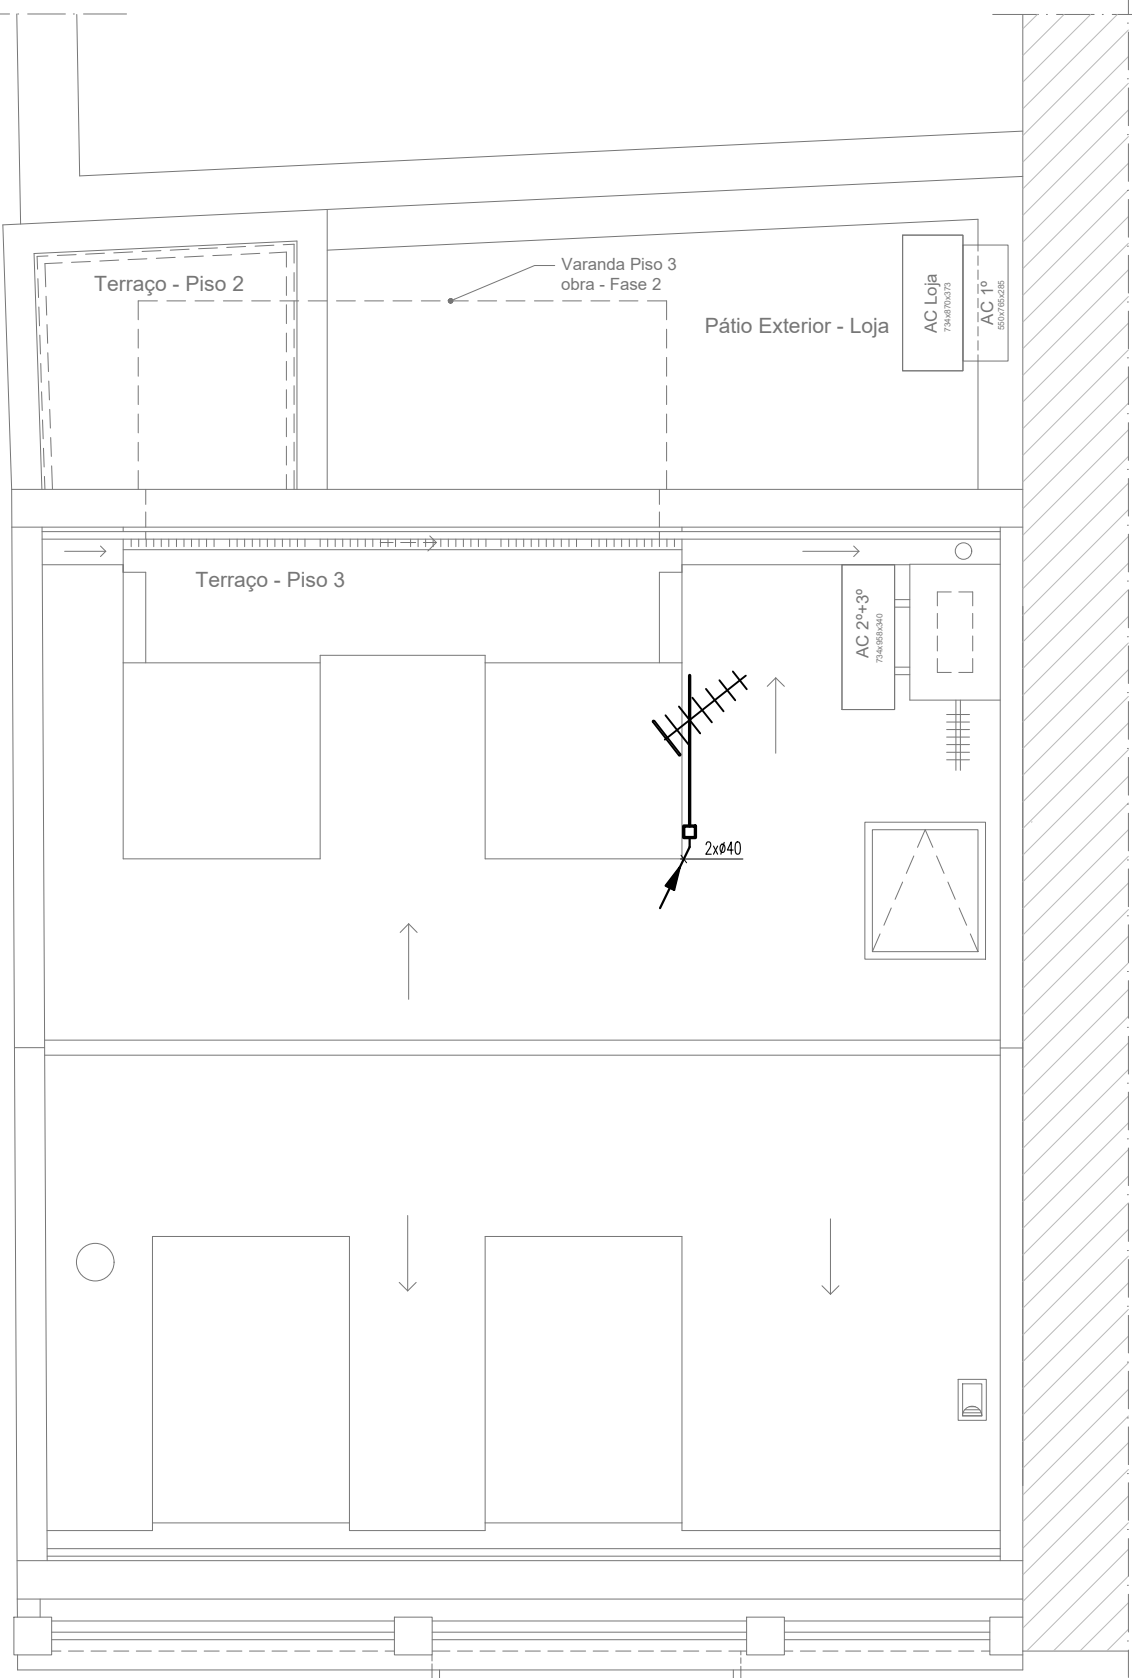 Terraço - Piso 2
Varanda Piso 3
obra - Fase 2
Pátio Exterior - Loja
AC Loja
734x870x373
AC 1º
550x765x285
Terraço - Piso 3
AC 2º+3º
734x958x340
2xø40